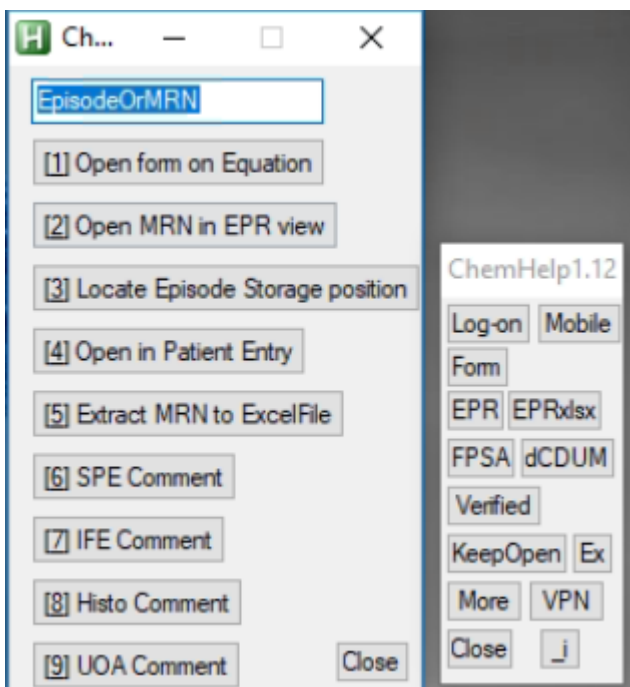 Ch...
EpisodeOrMRN
[1] Open form on Equation
[2] Open MRN in EPR view
[3] Locate Episode Storage position
[4] Open in Patient Entry
[5] Extract MRN to ExcelFile
[6] SPE Comment
[7] IFE Comment
[8] Histo Comment
[9] UOA Comment Close
ChemHelp1.12
Log-on Mobile
Form
EPR EPRxlsx
FPSA dCDUM
Verified
KeepOpen Ex
More VPN
Close _i